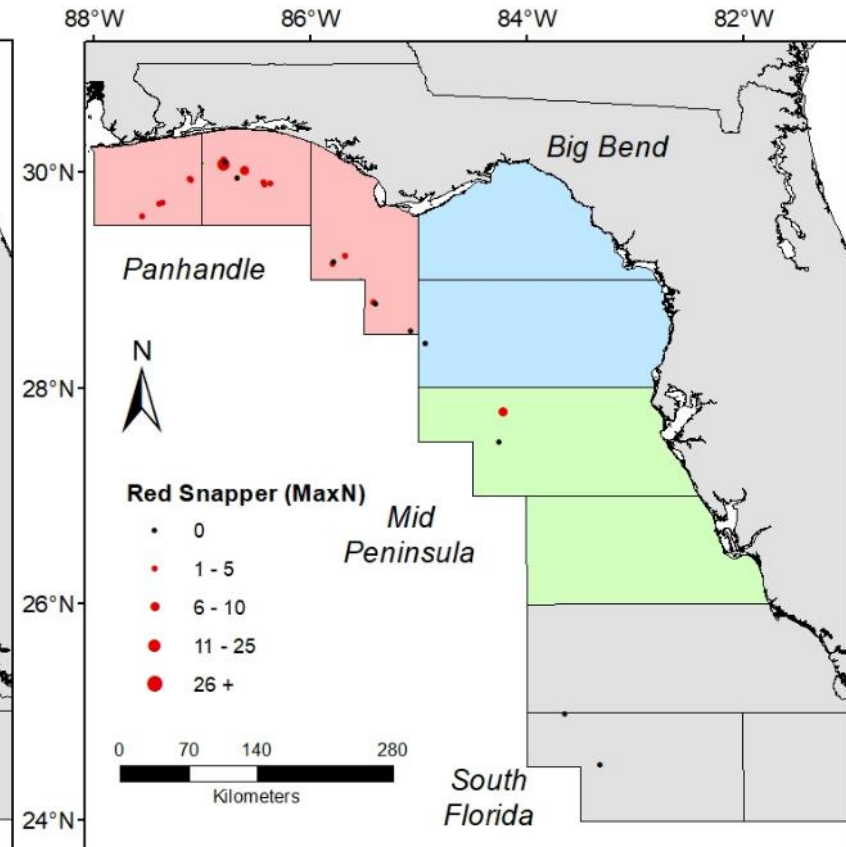 88°W 86°W 84°W 82°W
Big Bend
30°N
Panhandle
N
28°N
Red Snapper (MaxN)
0
1 - 5
6 - 10
11 - 25
26 +
Mid
Peninsula
26°N
0 70 140 280
Kilometers
South
Florida
24°N